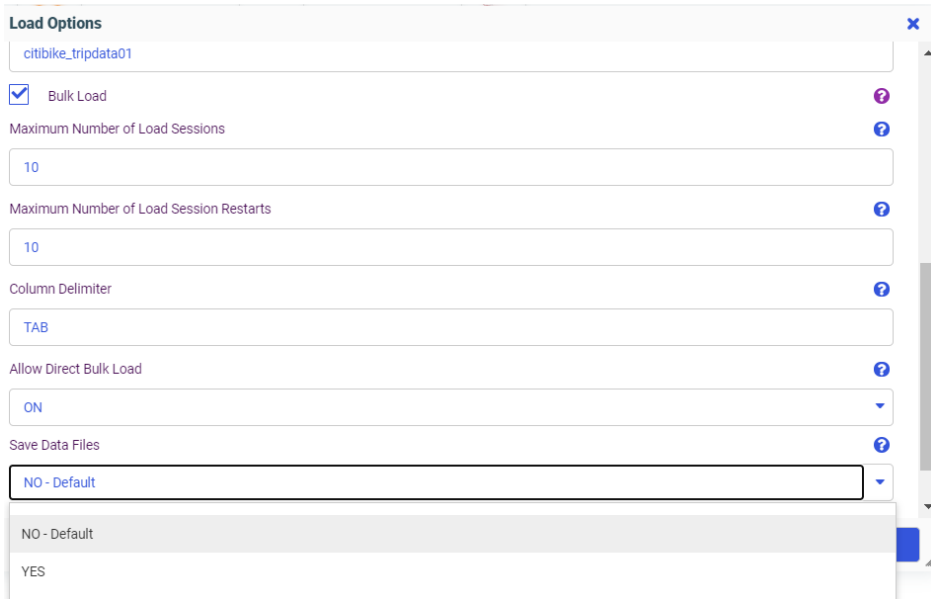 Load Options
citibike_tripdata01
Bulk Load
Maximum Number of Load Sessions
10
Maximum Number of Load Session Restarts
10
Column Delimiter
TAB
Allow Direct Bulk Load
ON
Save Data Files
NO - Default
NO - Default
YES